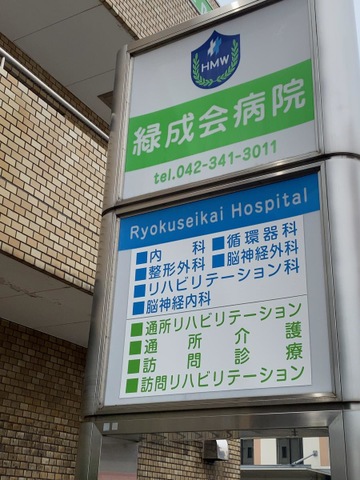 HMW
緑成会病院
tel.042-341-3011
Ryokuseikai Hospital
■内科 ■循環器科
■整形外科 ■脳神経外科
■リハビリテーション科
■脳神経内科
■通所リハビリテーション
■通所介護
■訪問診療
■訪問リハビリテーション